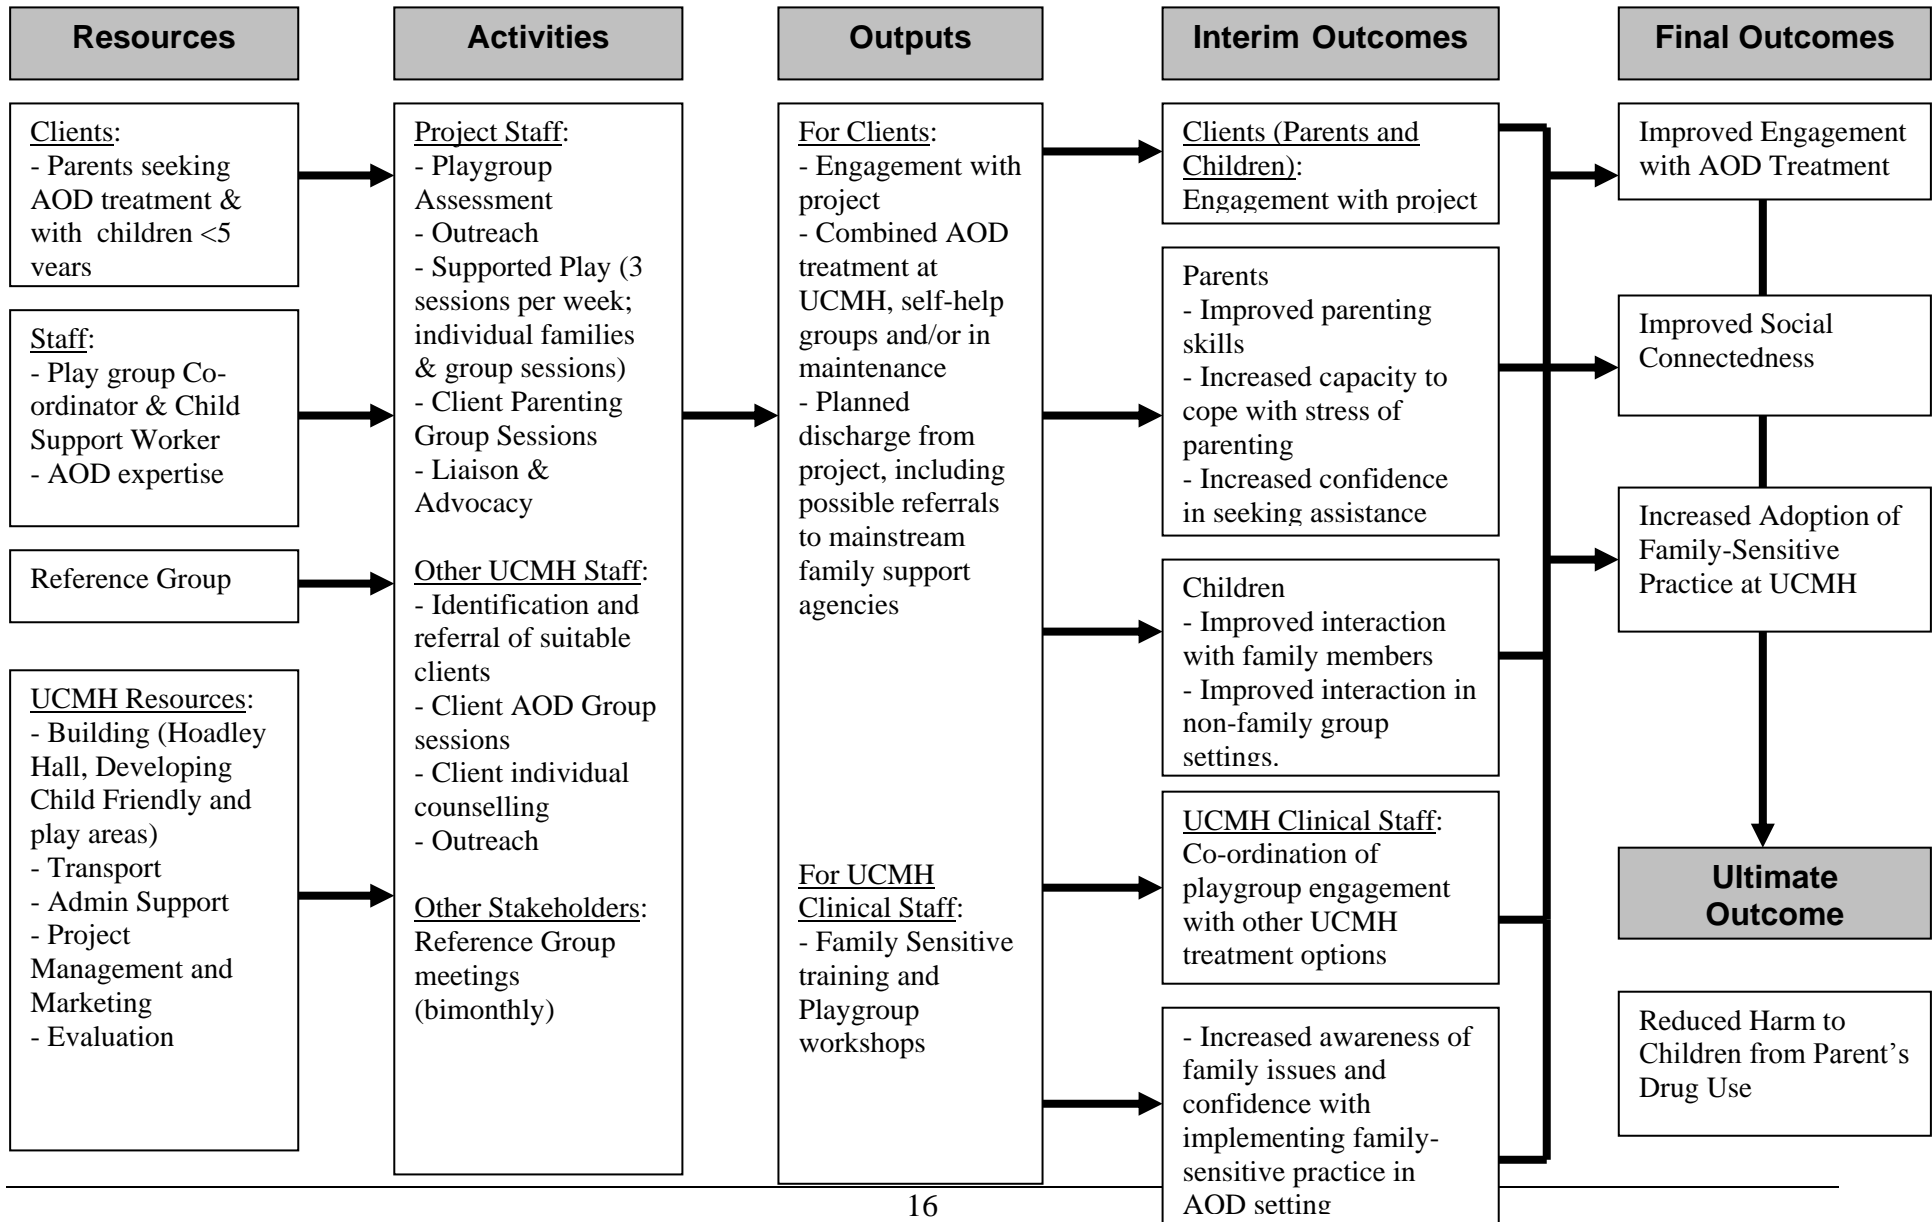 Resources
Clients:
- Parents seeking
AOD treatment &
with children <5
years
Staff:
- Play group Co-
ordinator & Child
Support Worker
- AOD expertise
Reference Group
UCMH Resources:
- Building (Hoadley
Hall, Developing
Child Friendly and
play areas)
- Transport
- Admin Support
- Project
Management and
Marketing
- Evaluation
Activities
Project Staff:
- Playgroup
Assessment
- Outreach
- Supported Play (3
sessions per week;
individual families
& group sessions)
- Client Parenting
Group Sessions
- Liaison &
Advocacy
Other UCMH Staff:
- Identification and
referral of suitable
clients
- Client AOD Group
sessions
- Client individual
counselling
- Outreach
Other Stakeholders:
Reference Group
meetings
(bimonthly)
Outputs
For Clients:
- Engagement with
project
- Combined AOD
treatment at
UCMH, self-help
groups and/or in
maintenance
- Planned
discharge from
project, including
possible referrals
to mainstream
family support
agencies
For UCMH
Clinical Staff:
- Family Sensitive
training and
Playgroup
workshops
Interim Outcomes
Clients (Parents and
Children):
Engagement with project
Parents
- Improved parenting
skills
- Increased capacity to
cope with stress of
parenting
- Increased confidence
in seeking assistance
Children
- Improved interaction
with family members
- Improved interaction in
non-family group
settings.
UCMH Clinical Staff:
Co-ordination of
playgroup engagement
with other UCMH
treatment options
- Increased awareness of
family issues and
confidence with
implementing family-
sensitive practice in
AOD setting
Final Outcomes
Improved Engagement
with AOD Treatment
Improved Social
Connectedness
Increased Adoption of
Family-Sensitive
Practice at UCMH
Ultimate
Outcome
Reduced Harm to
Children from Parent’s
Drug Use
16